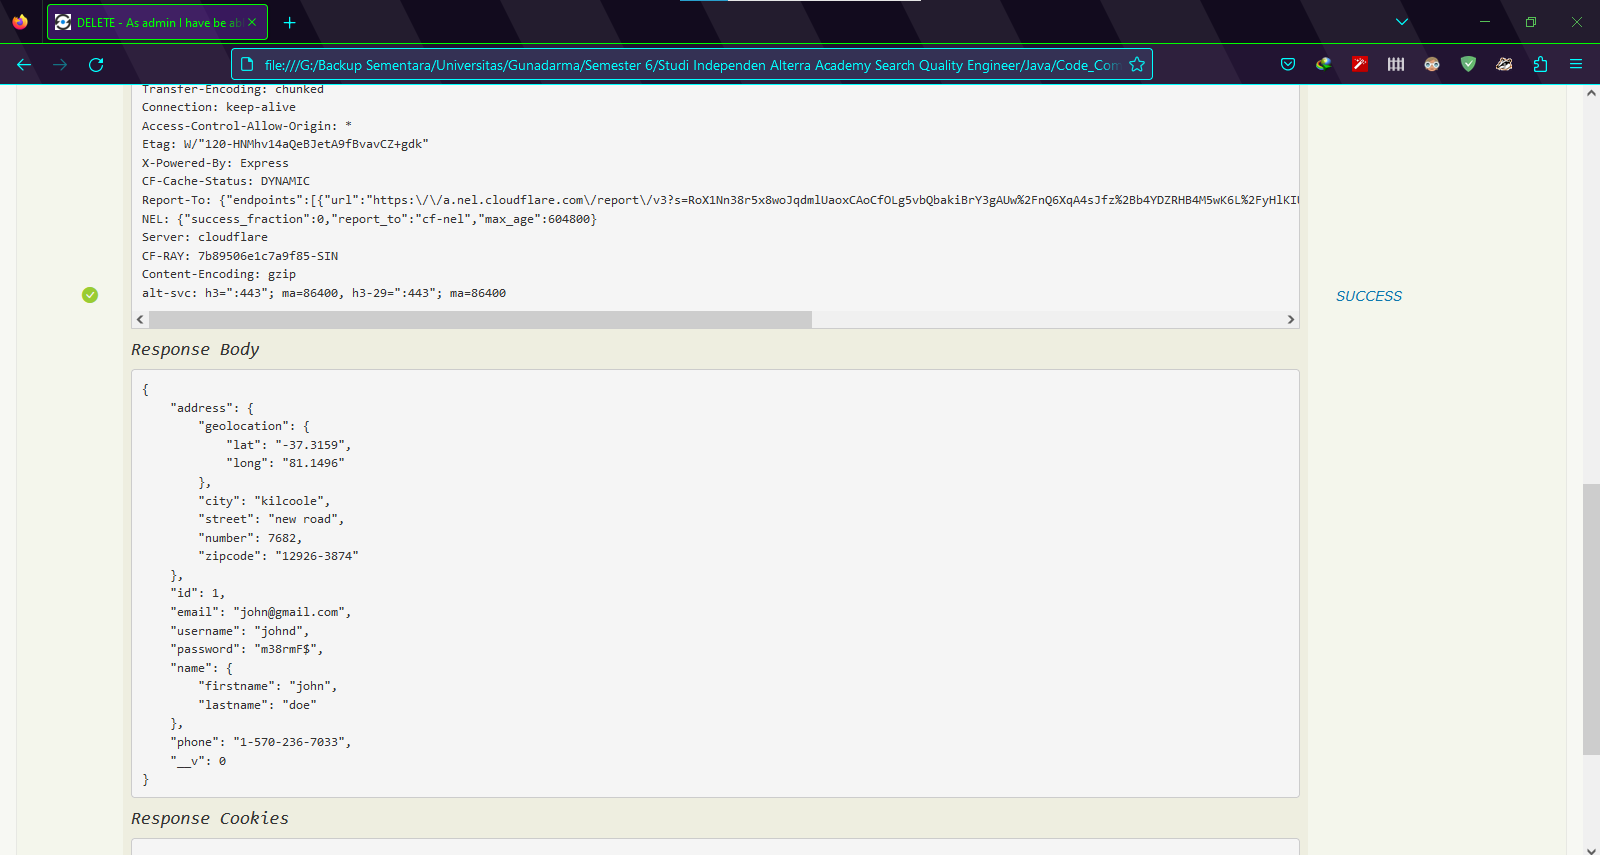 DELETE - As admin I have be abl
file:///G:/Backup Sementara/Universitas/Gunadarma/Semester 6/Studi Independen Alterra Academy Search Quality Engineer/Java/Code_Com
Transfer-Encoding: chunked
Connection: keep-alive
Access-Control-Allow-Origin: *
Etag: W/"120-HNMhv14aQeBJetA9fBvavCZ+gdk"
X-Powered-By: Express
CF-Cache-Status: DYNAMIC
Report-To: {"endpoints":[{"url":"https:\/\/a.nel.cloudflare.com\/report\/v3?s=RoX1Nn38r5x8woJqdmlUaoxCAoCfOLg5vbQbakiBrY3gAUw%2FnQ6XqA4sJfz%2Bb4YDZRHB4M5wK6L%2FyHlKIU
NEL: {"success_fraction":0,"report_to":"cf-nel","max_age":604800}
Server: cloudflare
CF-RAY: 7b89506e1c7a9f85-SIN
Content-Encoding: gzip
alt-svc: h3=":443"; ma=86400, h3-29=":443"; ma=86400
SUCCESS
Response Body
{
    "address": {
        "geolocation": {
            "lat": "-37.3159",
            "long": "81.1496"
        },
        "city": "kilcoole",
        "street": "new road",
        "number": 7682,
        "zipcode": "12926-3874"
    },
    "id": 1,
    "email": "john@gmail.com",
    "username": "johnd",
    "password": "m38rmF$",
    "name": {
        "firstname": "john",
        "lastname": "doe"
    },
    "phone": "1-570-236-7033",
    "__v": 0
}
Response Cookies